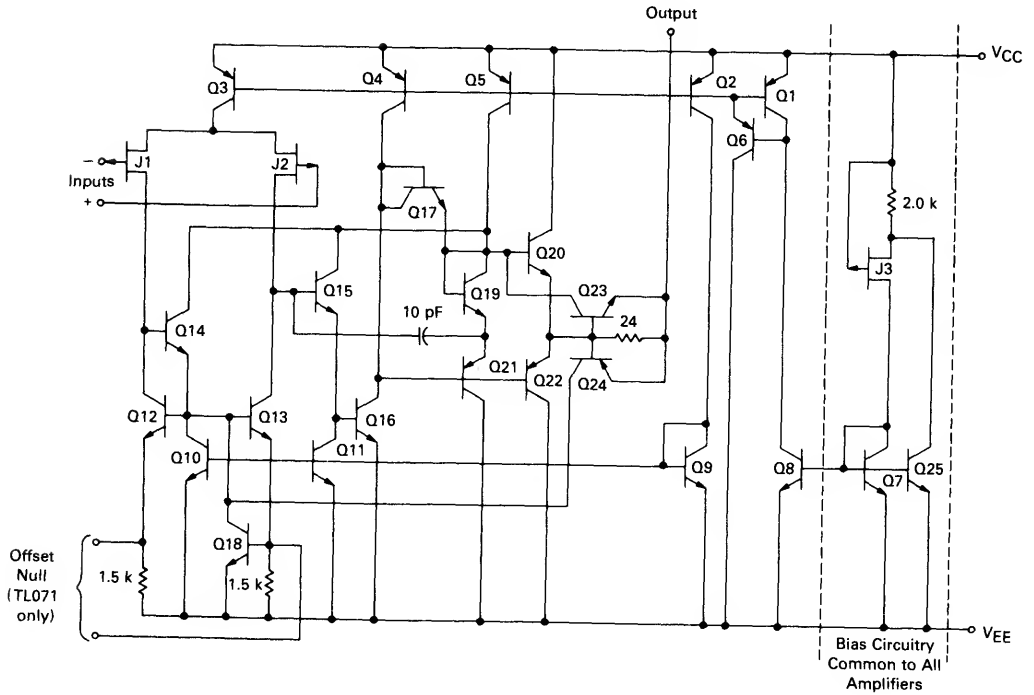 Output
VCC
Q3
Q4
Q5
Q2
Q1
Q6
−
J1
J2
Inputs
+
Q17
2.0 k
J3
Q20
Q15
Q19
Q23
10 pF
24
Q14
Q21
Q22
Q24
Q12
Q13
Q16
Q10
Q11
Q9
Q8
Q7
Q25
Q18
Offset
Null
(TL071
only)
1.5 k
1.5 k
VEE
Bias Circuitry
Common to All
Amplifiers